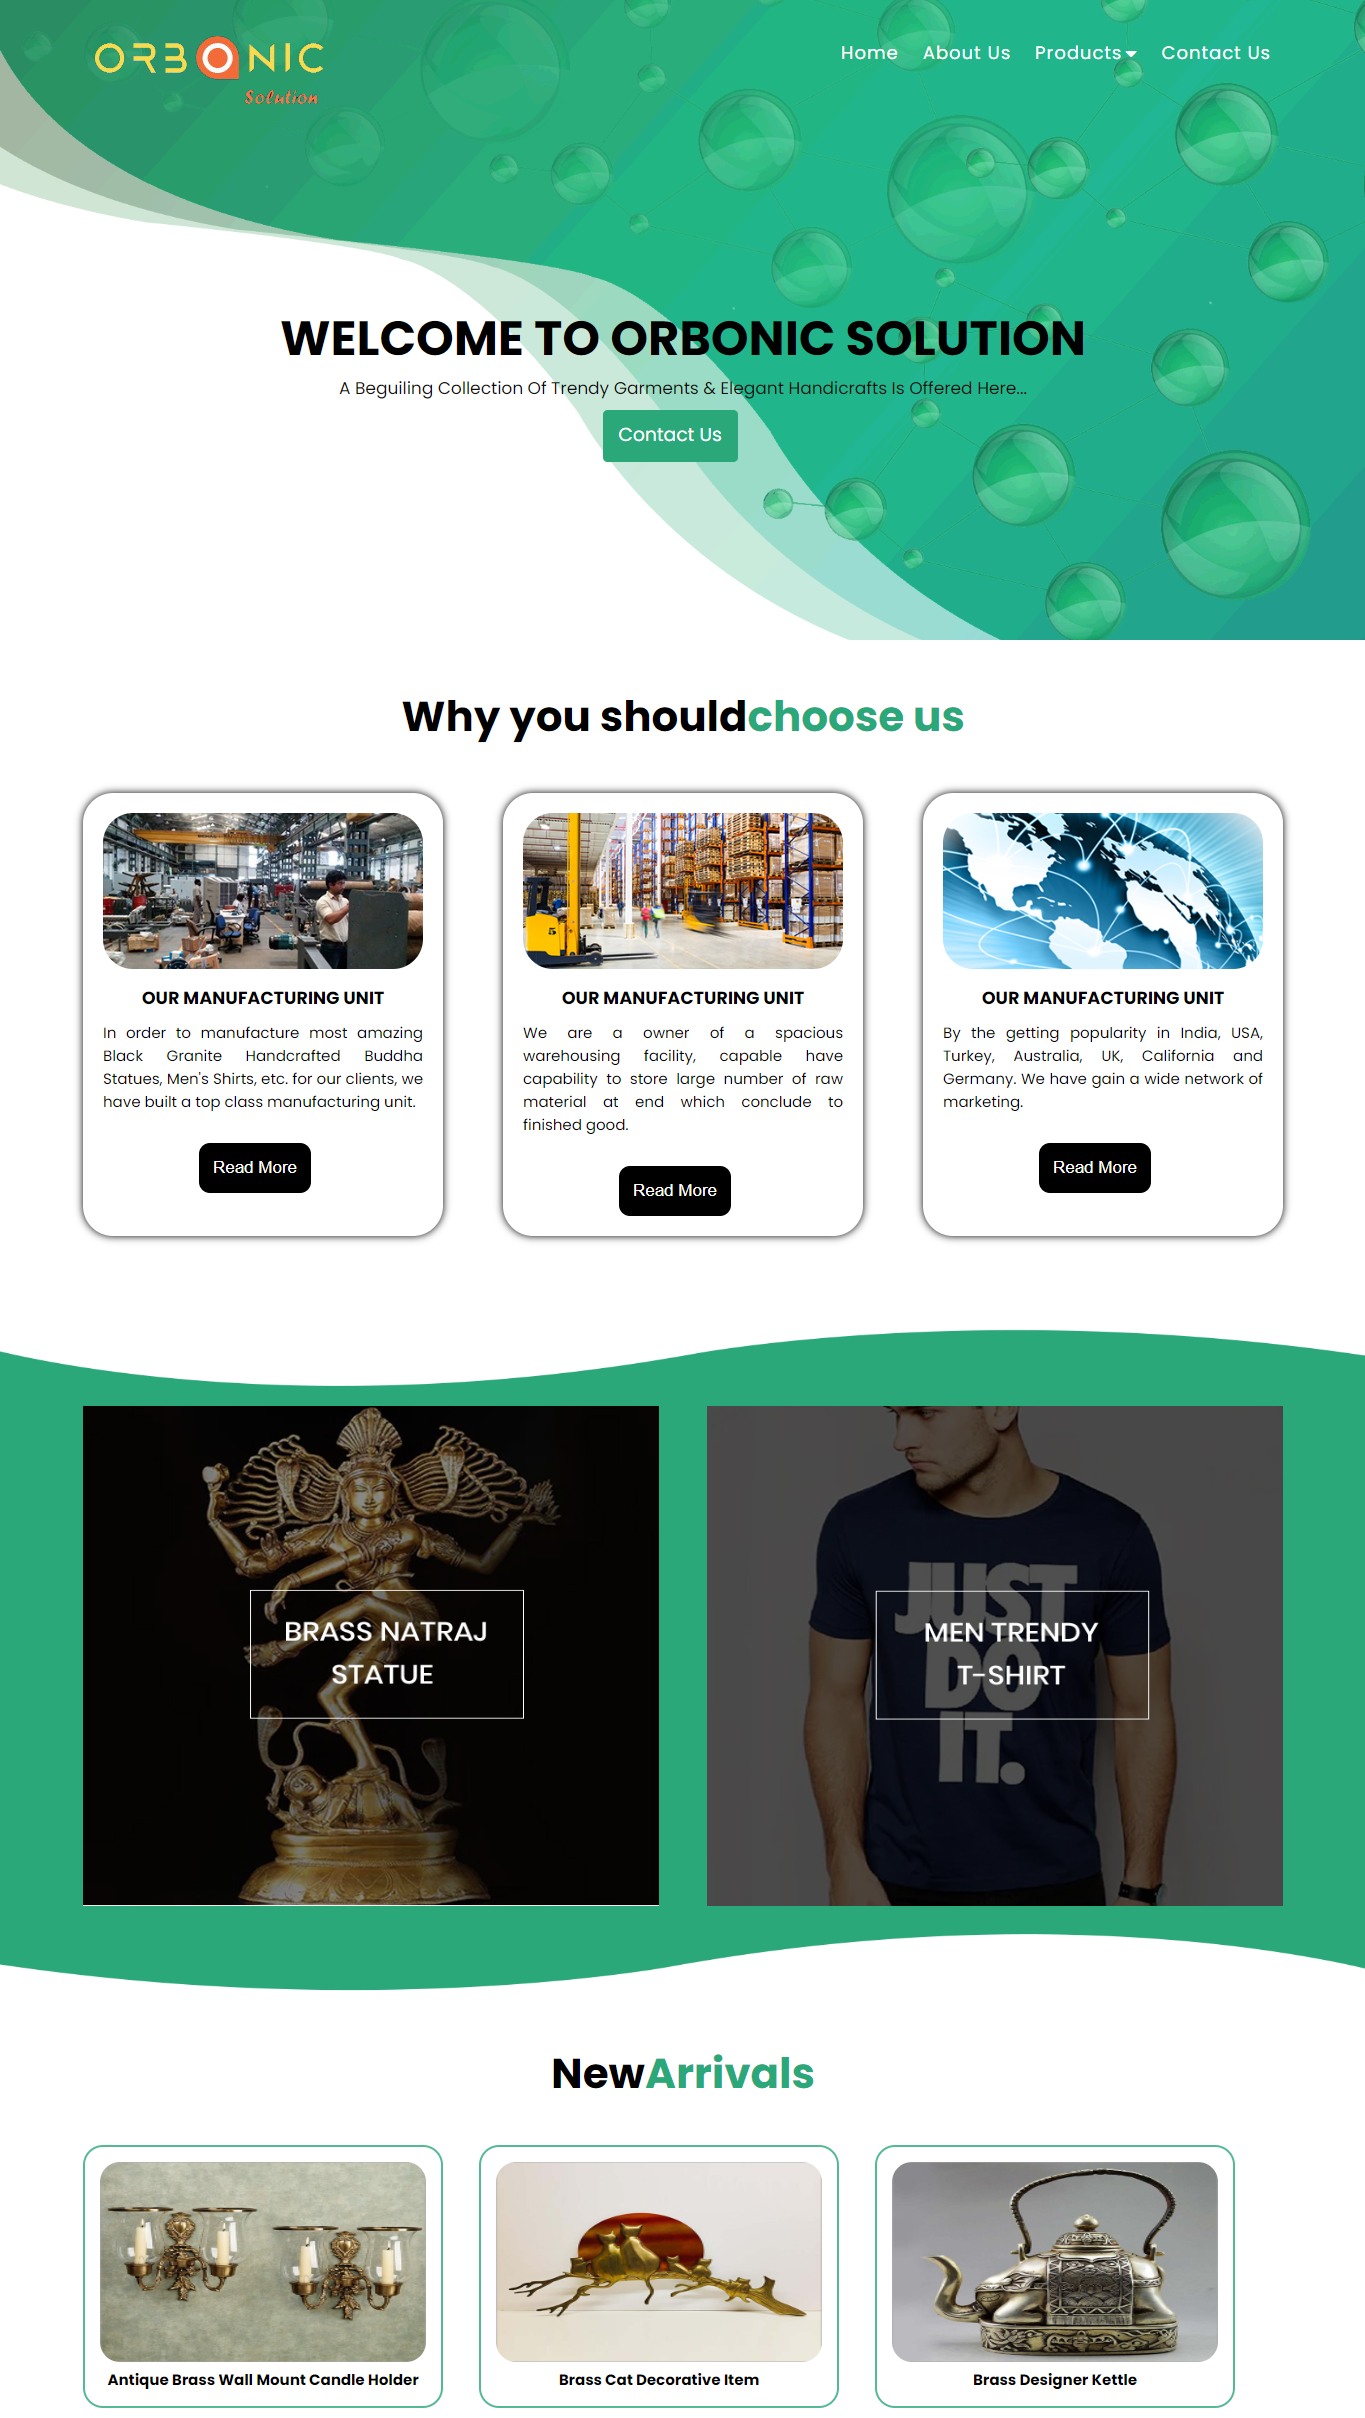 ORBONIC
Solution
Home About Us Products Contact Us
WELCOME TO ORBONIC SOLUTION
A Beguiling Collection Of Trendy Garments & Elegant Handicrafts Is Offered Here...
Contact Us
Why you shouldchoose us
OUR MANUFACTURING UNIT
In order to manufacture most amazing
Black Granite Handcrafted Buddha
Statues, Men's Shirts, etc. for our clients, we
have built a top class manufacturing unit.
Read More
OUR MANUFACTURING UNIT
We are a owner of a spacious
warehousing facility, capable have
capability to store large number of raw
material at end which conclude to
finished good.
Read More
OUR MANUFACTURING UNIT
By the getting popularity in India, USA,
Turkey, Australia, UK, California and
Germany. We have gain a wide network of
marketing.
Read More
BRASS NATRAJ
STATUE
JUST
DO
IT.
MEN TRENDY
T-SHIRT
NewArrivals
Antique Brass Wall Mount Candle Holder
Brass Cat Decorative Item
Brass Designer Kettle